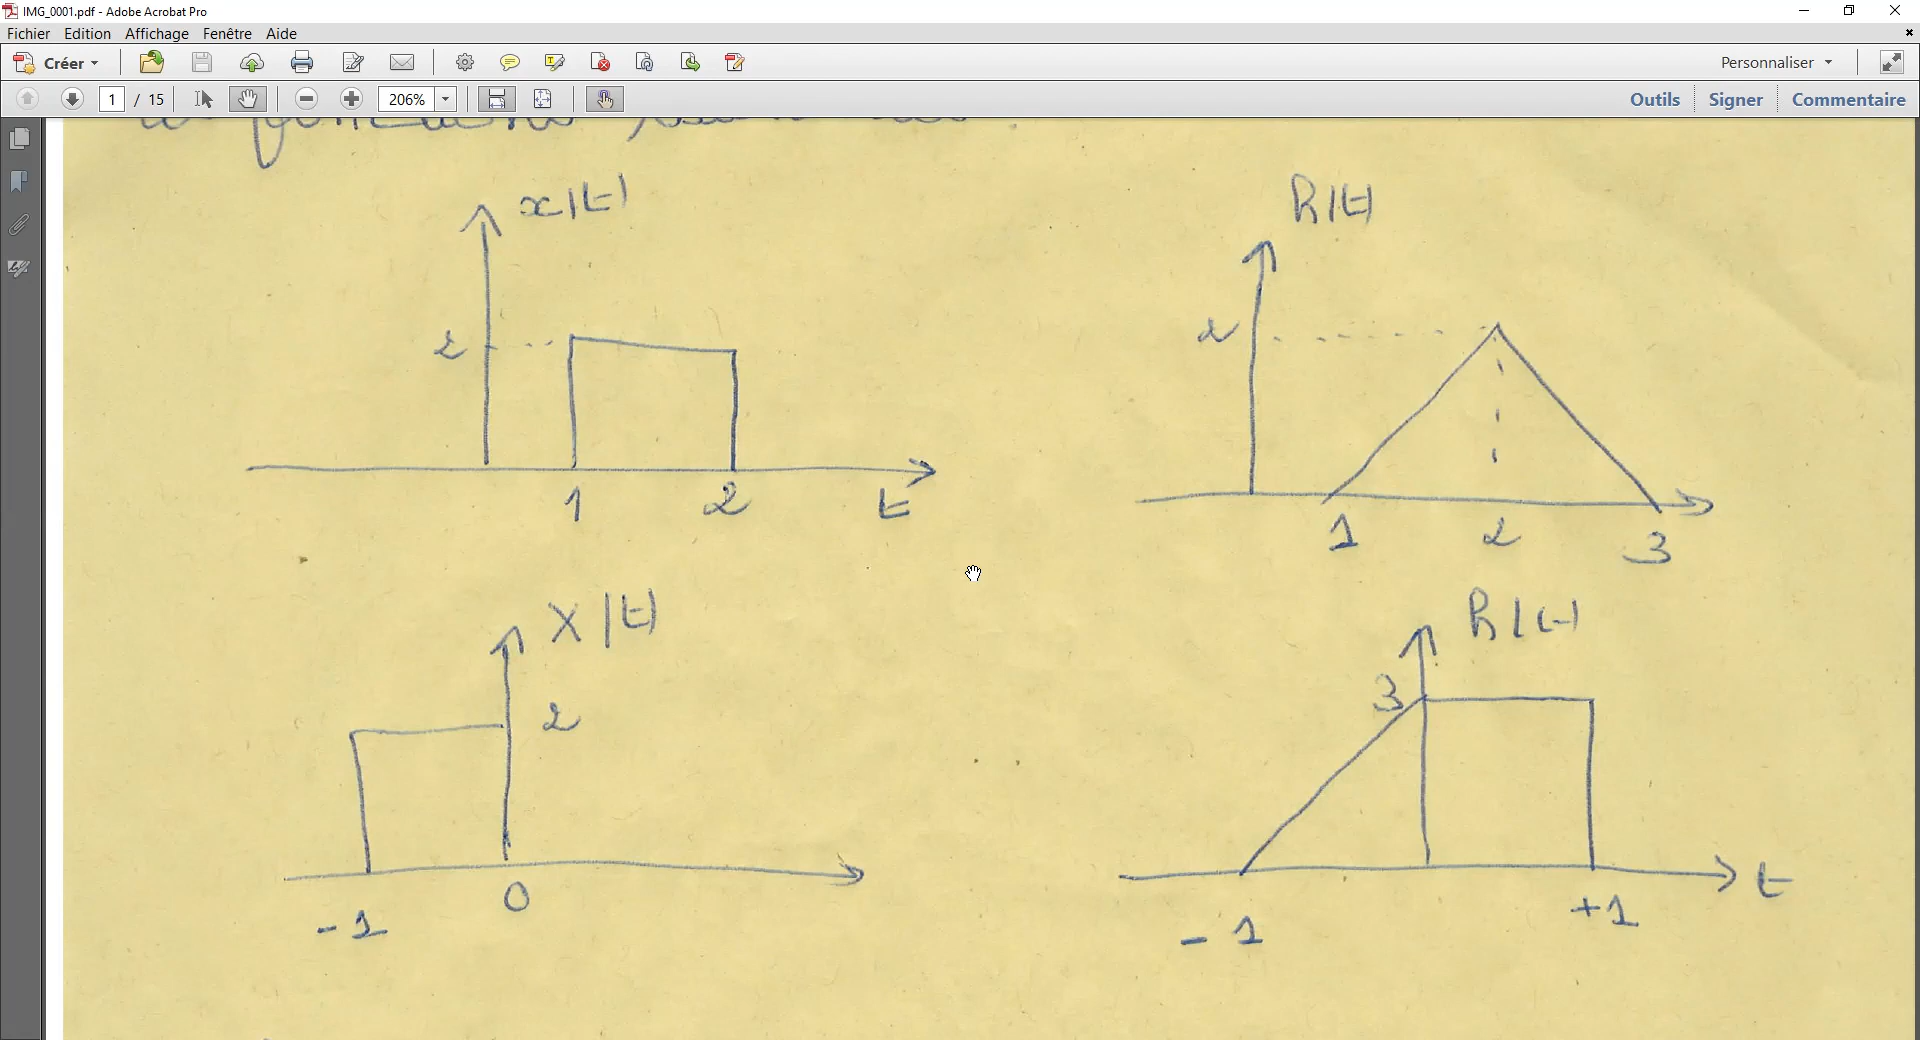 IMG_0001.pdf - Adobe Acrobat Pro
Fichier Edition Affichage Fenêtre Aide
Créer
Personnaliser
1 / 15
206%
Outils Signer Commentaire
x(t)
R(t)
2
2
1 2 t
1 2 3
X(t)
R(t)
2
3
-1 0
-1 +1 t